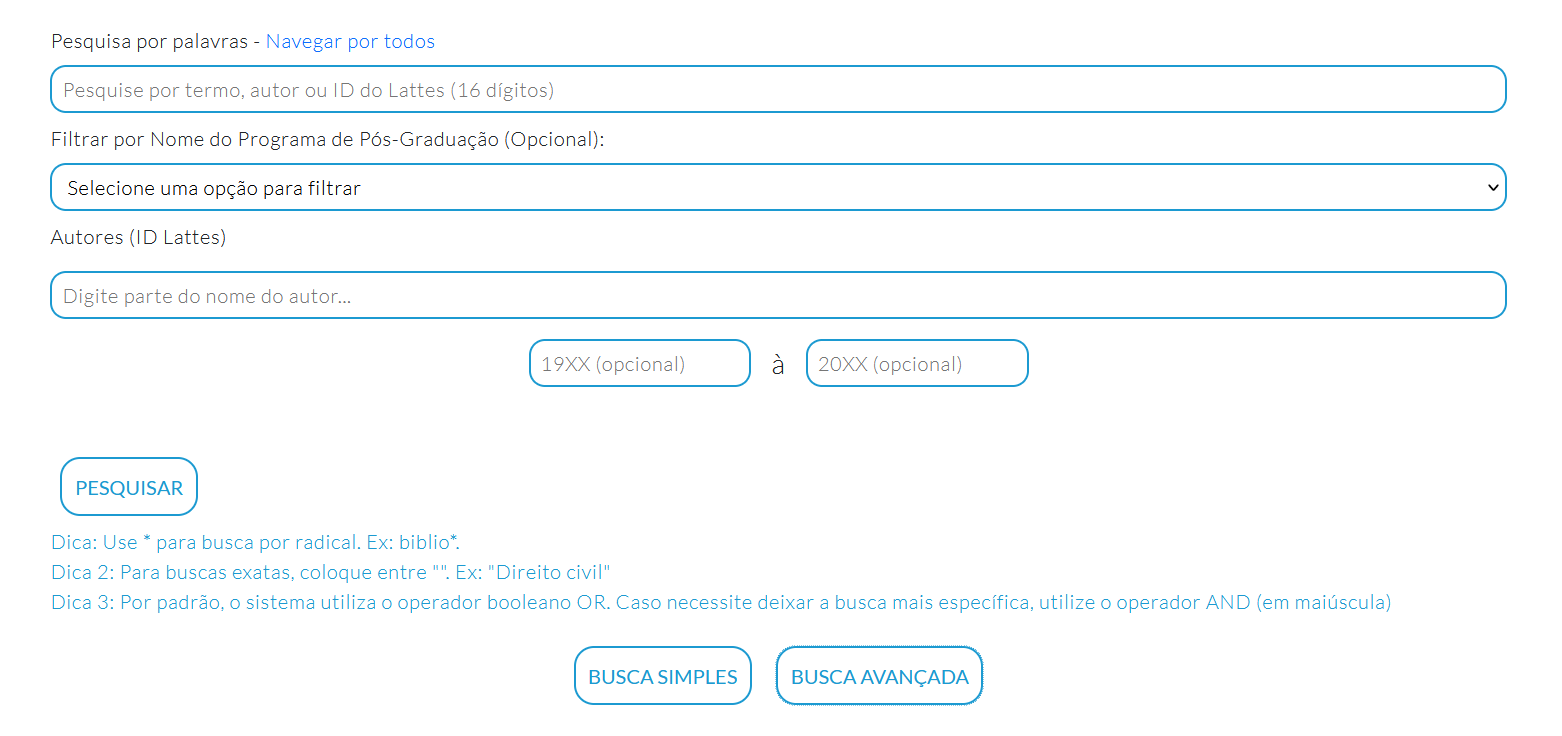 Pesquisa por palavras - Navegar por todos
Pesquise por termo, autor ou ID do Lattes (16 dígitos)
Filtrar por Nome do Programa de Pós-Graduação (Opcional):
Selecione uma opção para filtrar
Autores (ID Lattes)
Digite parte do nome do autor...
19XX (opcional) à 20XX (opcional)
PESQUISAR
Dica: Use * para busca por radical. Ex: biblio*.
Dica 2: Para buscas exatas, coloque entre "". Ex: "Direito civil"
Dica 3: Por padrão, o sistema utiliza o operador booleano OR. Caso necessite deixar a busca mais específica, utilize o operador AND (em maiúscula)
BUSCA SIMPLES BUSCA AVANÇADA